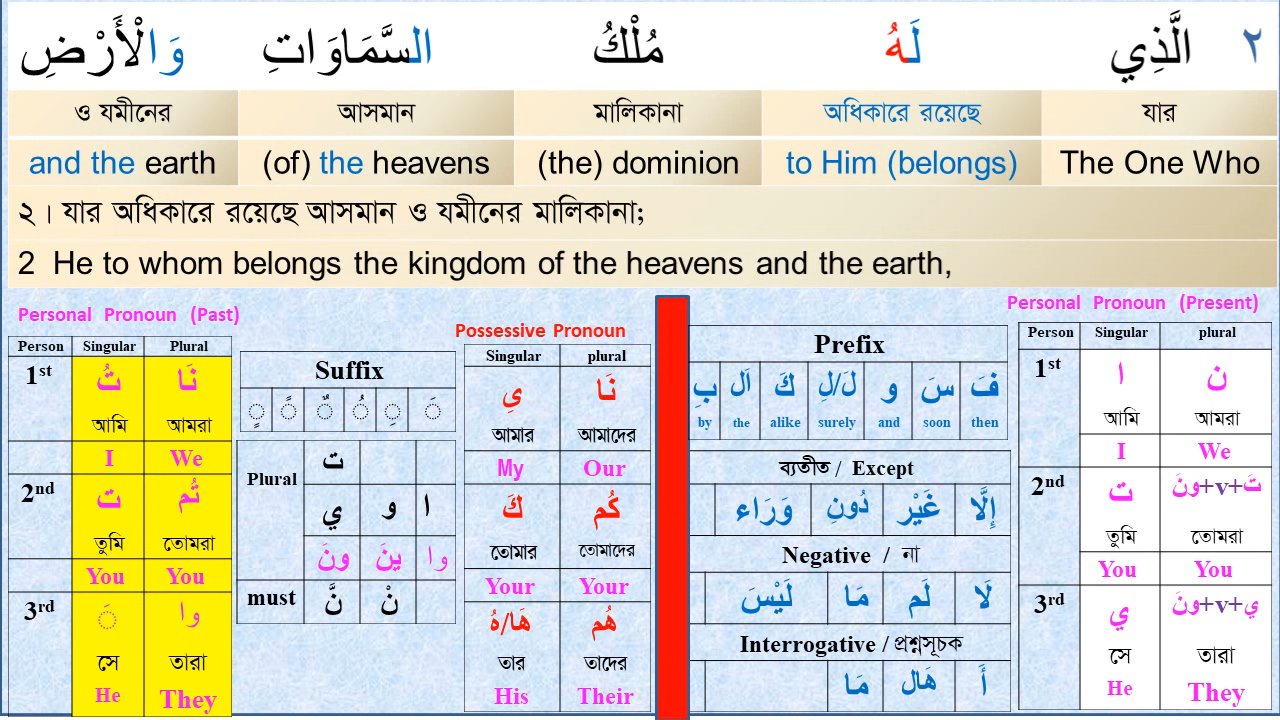 ٢ الَّذِي لَهُ مُلْكُ السَّمَاوَاتِ وَالْأَرْضِ
ও যমীনের আসমান মালিকানা অধিকারে রয়েছে যার
and the earth (of) the heavens (the) dominion to Him (belongs) The One Who
২। যার অধিকারে রয়েছে আসমান ও যমীনের মালিকানা;
2 He to whom belongs the kingdom of the heavens and the earth,
Personal Pronoun (Past)
Person Singular Plural
1st تُ نَا
আমি আমরা
I We
2nd ت تُم
তুমি তোমরা
You You
3rd َ وا
সে তারা
He They
Suffix
ٍ ً ٌ ُ ِ َ
Plural ت
ي و ا
ونَ ينَ وا
must نَّ نْ
Possessive Pronoun
Singular plural
يِ نَا
আমার আমাদের
My Our
كَ كُم
তোমার তোমাদের
Your Your
هَا/هُ هُم
তার তাদের
His Their
Prefix
بِ اَل كَ لَ/لِ و سَ فَ
by the alike surely and soon then
ব্যতীত / Except
وَرَاء دُونِ غَيْر إِلَّا
Negative / না
لَيْسَ مَا لَم لَا
Interrogative / প্রশ্নসূচক
مَا هَال أَ
Personal Pronoun (Present)
Person Singular plural
1st ا ن
আমি আমরা
I We
2nd ت تَ+v+ونَ
তুমি তোমরা
You You
3rd ي ي+v+ونَ
সে তারা
He They